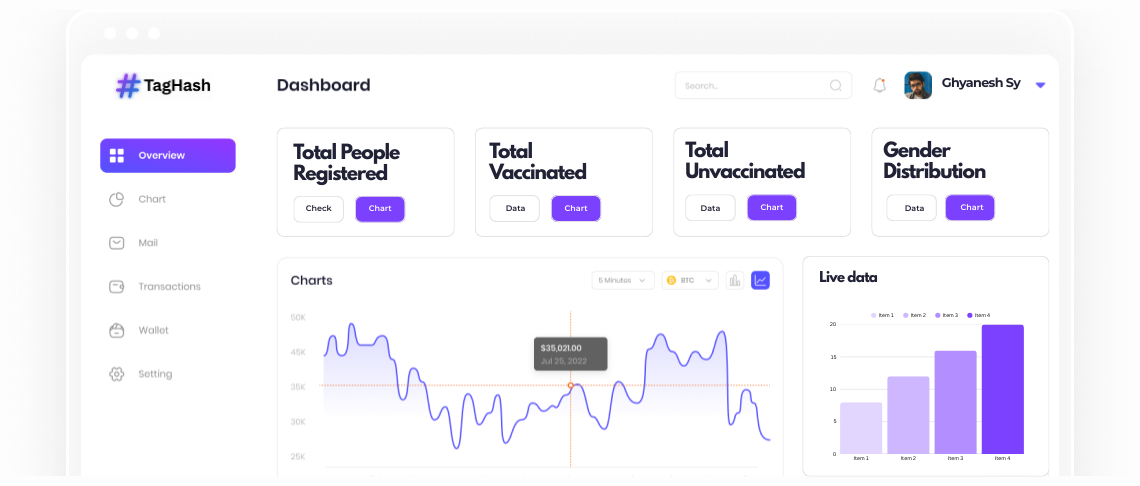 #TagHash
Dashboard
Search..
Ghyanesh Sy
Overview
Chart
Mail
Transactions
Wallet
Setting
Total People
Registered
Check
Chart
Total
Vaccinated
Data
Chart
Total
Unvaccinated
Data
Chart
Gender
Distribution
Data
Chart
Charts
5 Minutes
BTC
50K
45K
35K
30K
25K
$35,021.00
Jul 25, 2022
Live data
Item 1 Item 2 Item 3 Item 4
20
15
10
5
0
Item 1 Item 2 Item 3 Item 4